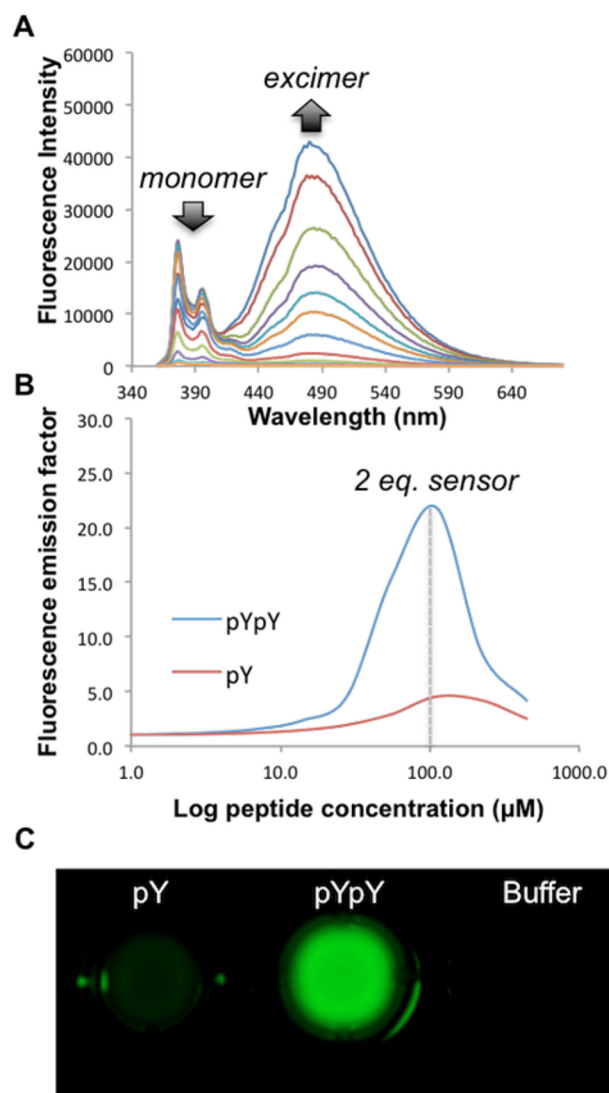 A
60000
50000
40000
30000
20000
10000
0
Fluorescence Intensity
excimer
monomer
340 390 440 490 540 590 640
Wavelength (nm)
B
30.0
25.0
20.0
15.0
10.0
5.0
0.0
Fluorescence emission factor
2 eq. sensor
pYpY
pY
1.0 10.0 100.0 1000.0
Log peptide concentration (µM)
C
pY pYpY Buffer